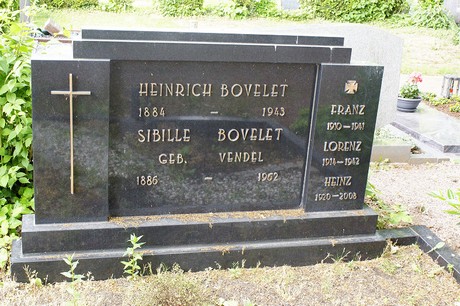 HEINRICH BOVELET
1884 – 1943
SIBILLE BOVELET
GEB. VENDEL
1886 – 1962
FRANZ
1910–1941
LORENZ
1914–1942
HEINZ
1920–2008